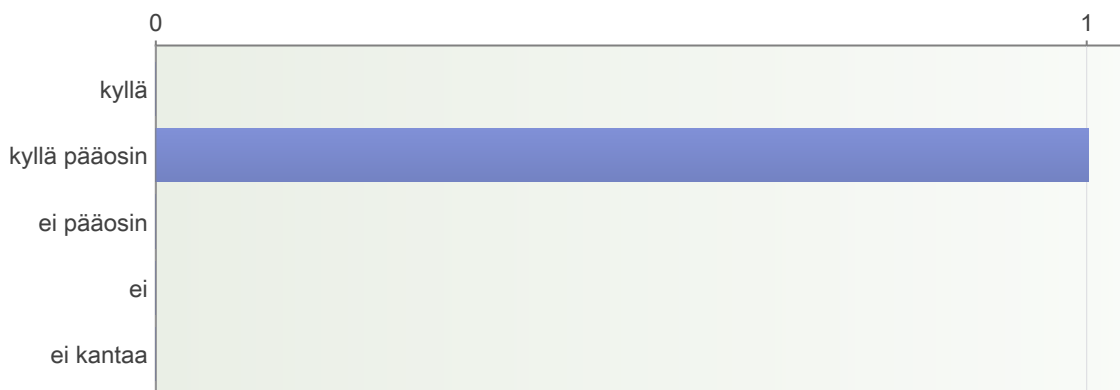 0 1
kyllä
kyllä pääosin
ei pääosin
ei
ei kantaa